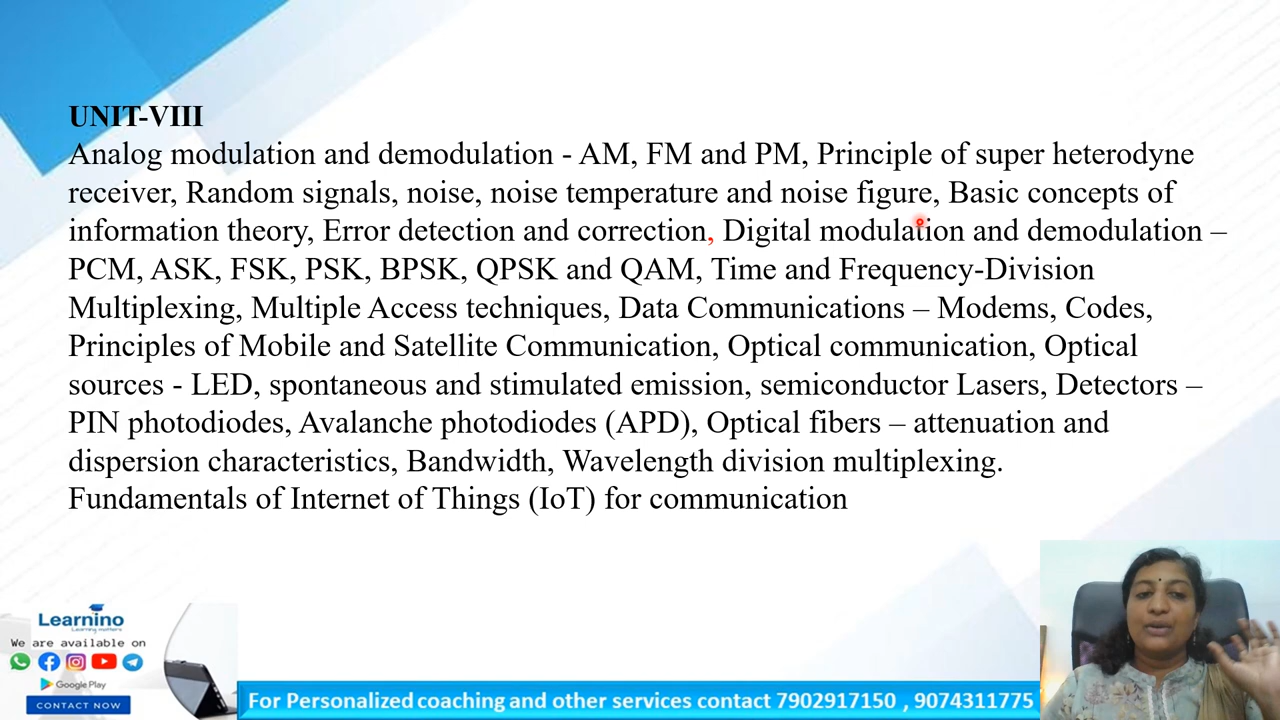 UNIT-VIII
Analog modulation and demodulation - AM, FM and PM, Principle of super heterodyne
receiver, Random signals, noise, noise temperature and noise figure, Basic concepts of
information theory, Error detection and correction, Digital modulation and demodulation –
PCM, ASK, FSK, PSK, BPSK, QPSK and QAM, Time and Frequency-Division
Multiplexing, Multiple Access techniques, Data Communications – Modems, Codes,
Principles of Mobile and Satellite Communication, Optical communication, Optical
sources - LED, spontaneous and stimulated emission, semiconductor Lasers, Detectors –
PIN photodiodes, Avalanche photodiodes (APD), Optical fibers – attenuation and
dispersion characteristics, Bandwidth, Wavelength division multiplexing.
Fundamentals of Internet of Things (IoT) for communication
Learnino
Learning matters
We are available on
Google Play
CONTACT NOW
For Personalized coaching and other services contact 7902917150 , 9074311775